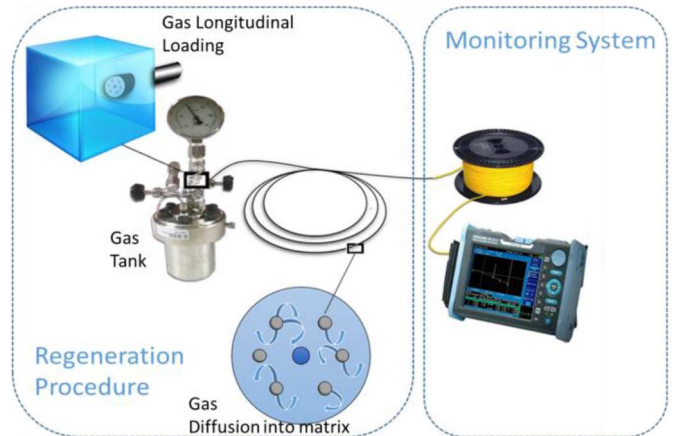 Gas Longitudinal
Loading
Monitoring System
Gas
Tank
Regeneration
Procedure
Gas
Diffusion into matrix